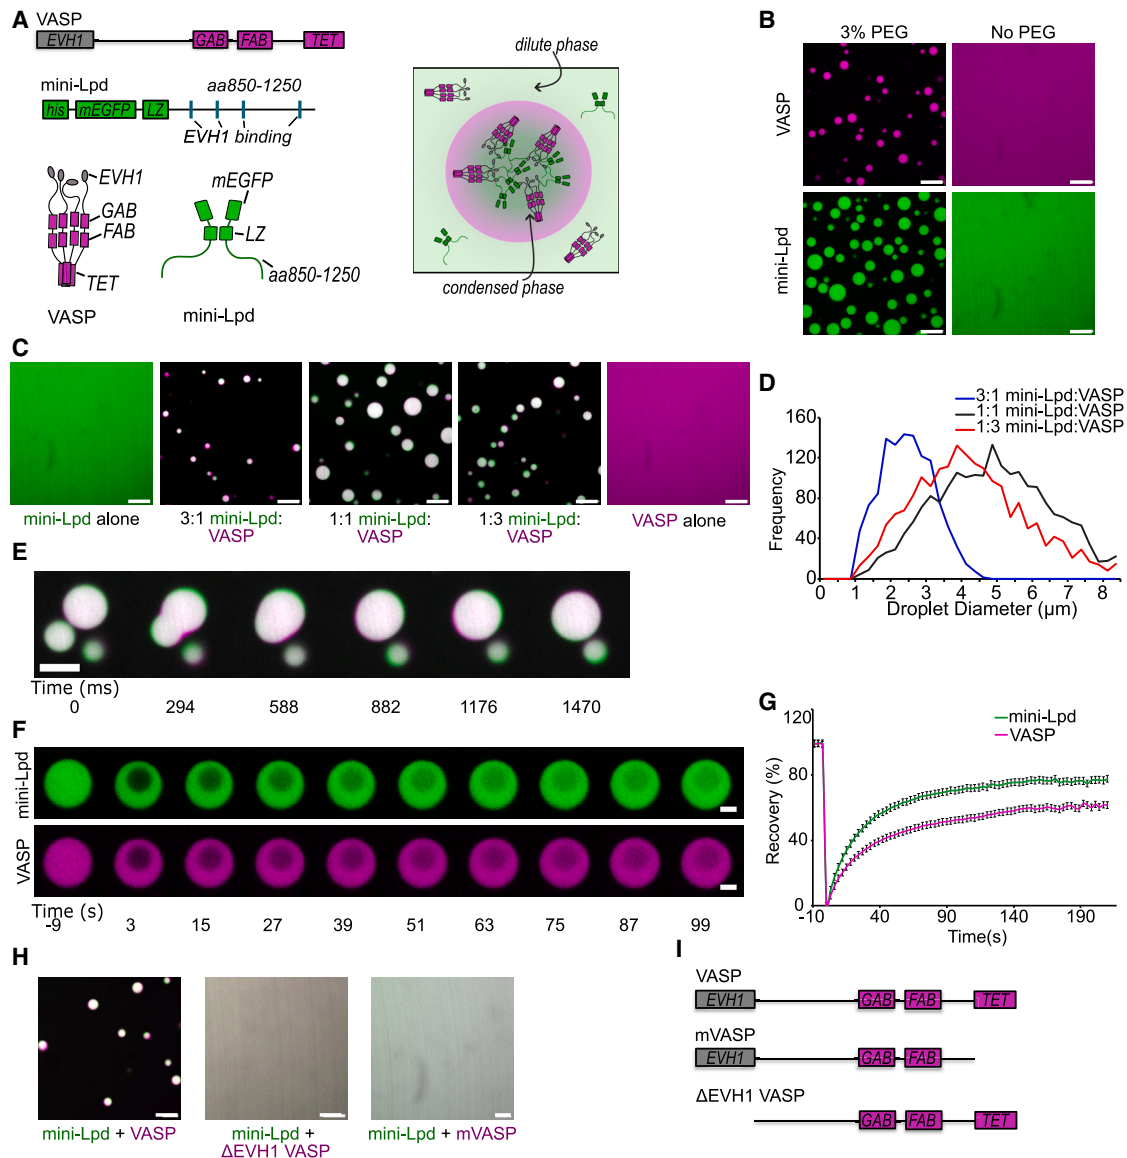 A
VASP
EVH1
GAB
FAB
TET
mini-Lpd
aa850-1250
his
mEGFP
LZ
EVH1 binding
EVH1
GAB
FAB
TET
VASP
mEGFP
LZ
aa850-1250
mini-Lpd
dilute phase
condensed phase
B
3% PEG
No PEG
VASP
mini-Lpd
C
mini-Lpd alone
3:1 mini-Lpd:
VASP
1:1 mini-Lpd:
VASP
1:3 mini-Lpd:
VASP
VASP alone
D
3:1 mini-Lpd:VASP
1:1 mini-Lpd:VASP
1:3 mini-Lpd:VASP
160
120
80
40
0
Frequency
0 1 2 3 4 5 6 7 8
Droplet Diameter (μm)
E
Time (ms)
0 294 588 882 1176 1470
F
mini-Lpd
VASP
Time (s)
-9 3 15 27 39 51 63 75 87 99
G
mini-Lpd
VASP
120
80
40
0
Recovery (%)
-10 40 90 140 190
Time(s)
H
mini-Lpd + VASP
mini-Lpd +
ΔEVH1 VASP
mini-Lpd + mVASP
I
VASP
EVH1
GAB
FAB
TET
mVASP
EVH1
GAB
FAB
ΔEVH1 VASP
GAB
FAB
TET